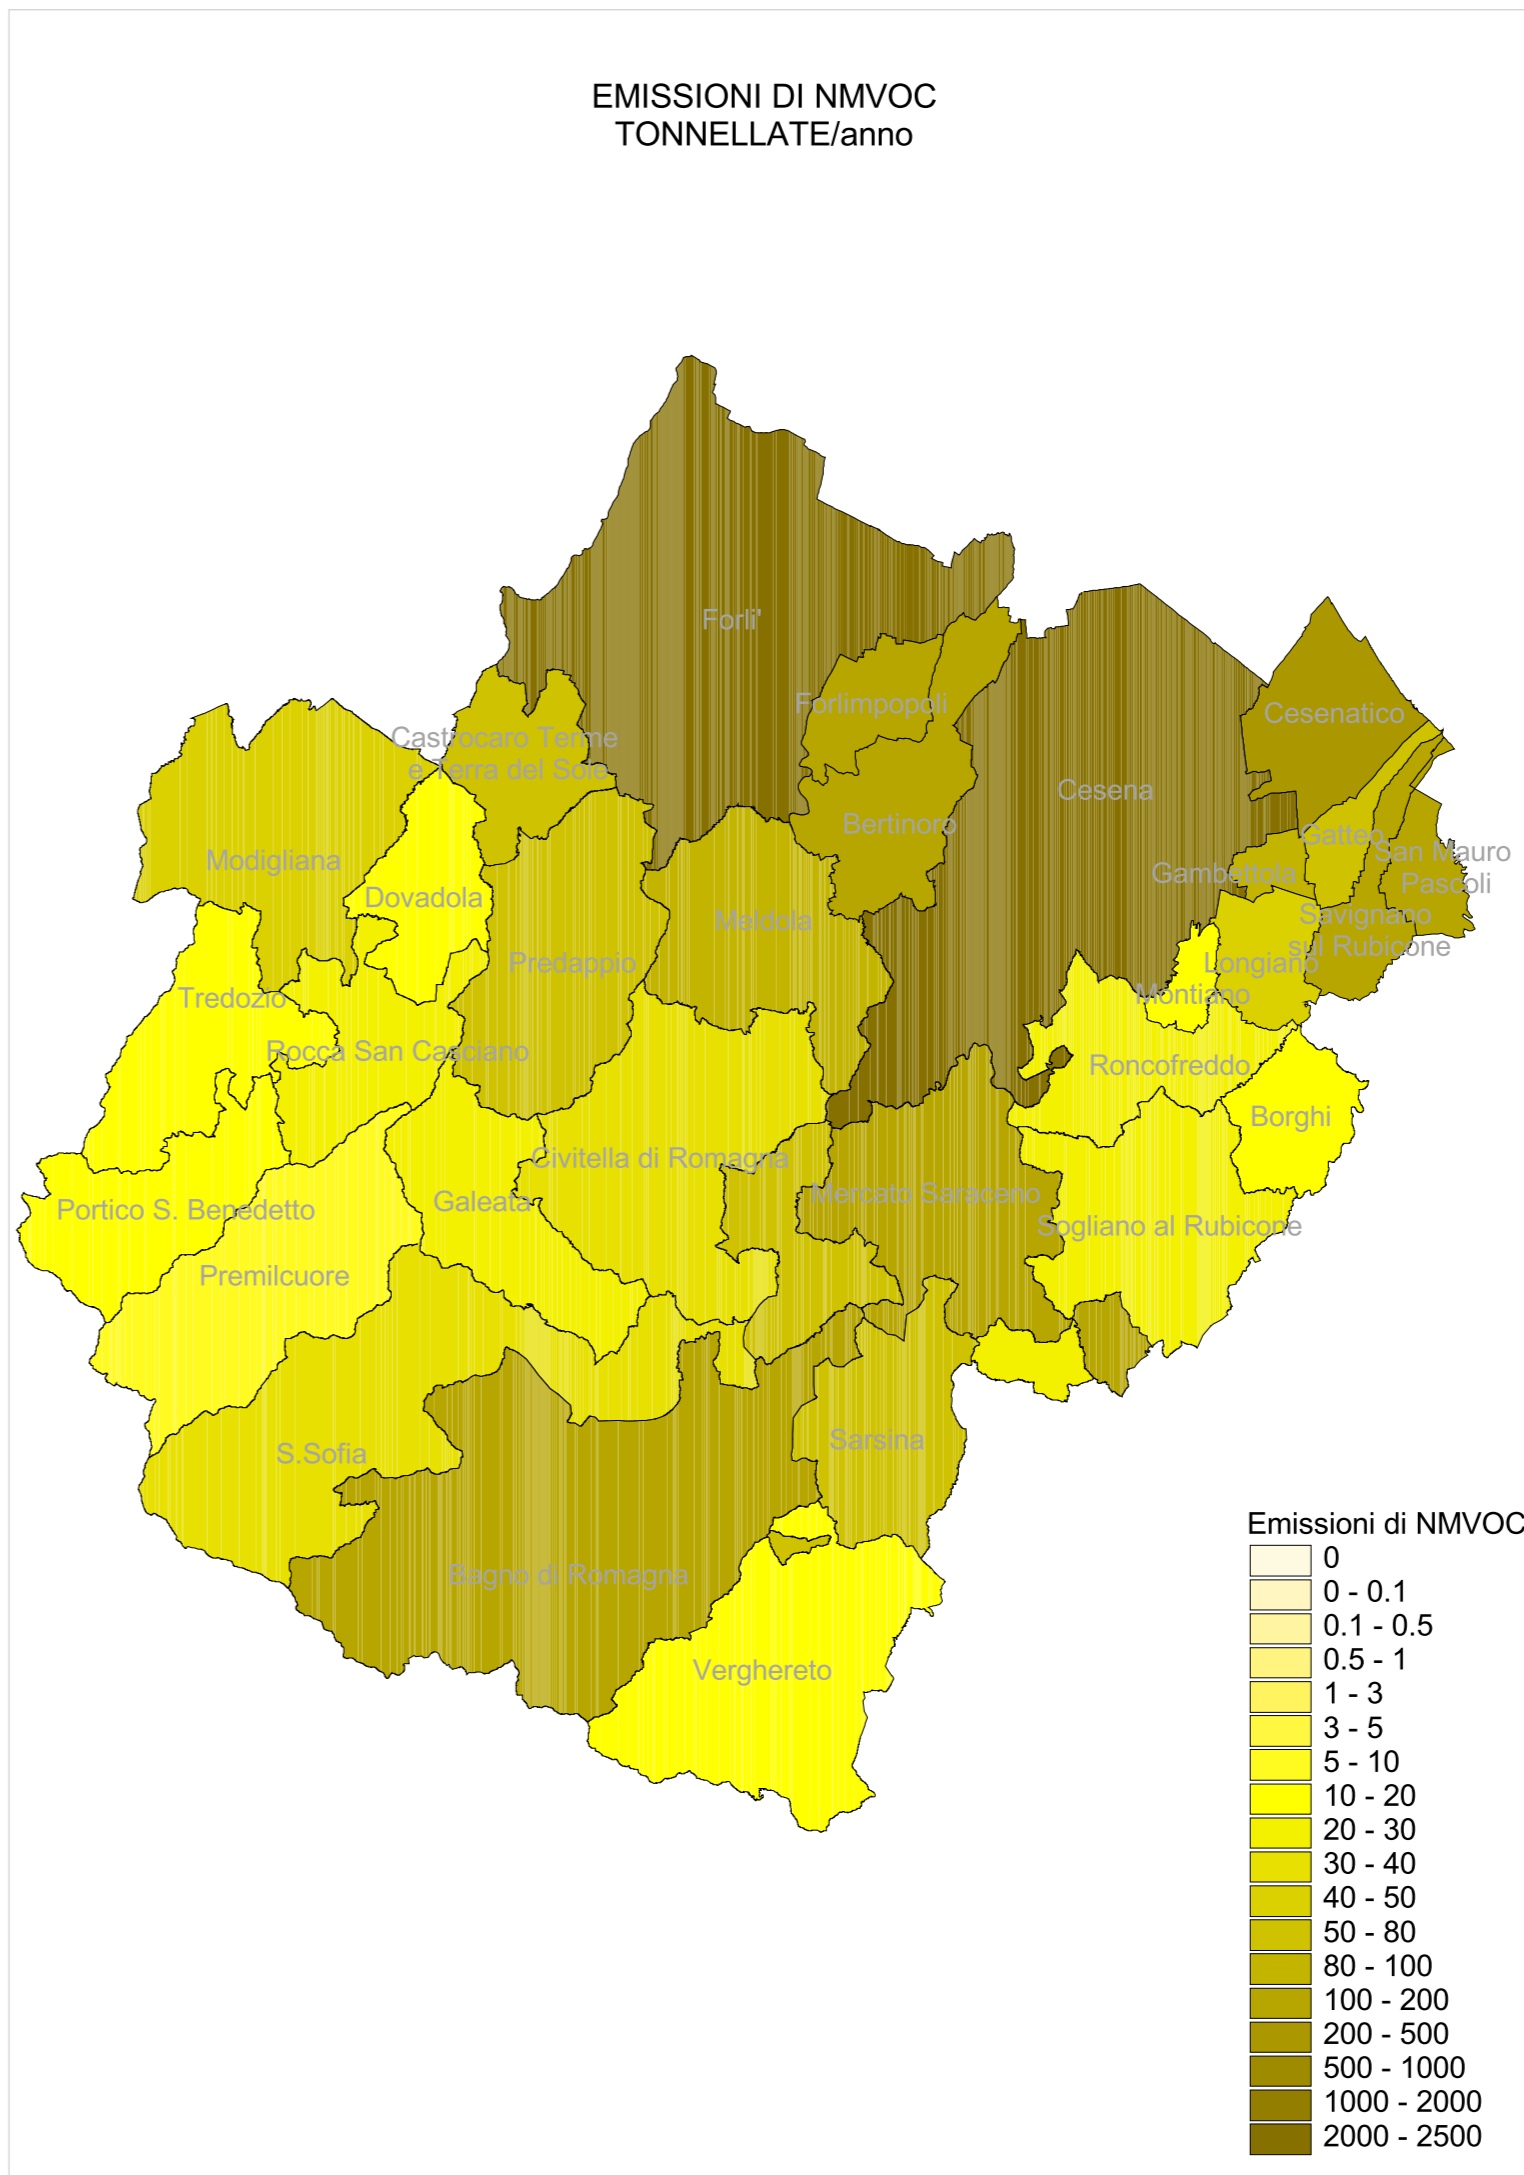 EMISSIONI DI NMVOC
TONNELLATE/anno
Forli'
Forlimpopoli
Cesenatico
Castrocaro Terme
e Terra del Sole
Cesena
Bertinoro
Gatteo
San Mauro
Pascoli
Modigliana
Gambettola
Dovadola
Meldola
Savignano
sul Rubicone
Predappio
Longiano
Tredozio
Montiano
Rocca San Casciano
Roncofreddo
Borghi
Civitella di Romagna
Mercato Saraceno
Galeata
Portico S. Benedetto
Sogliano al Rubicone
Premilcuore
Sarsina
S.Sofia
Bagno di Romagna
Verghereto
Emissioni di NMVOC
0
0 - 0.1
0.1 - 0.5
0.5 - 1
1 - 3
3 - 5
5 - 10
10 - 20
20 - 30
30 - 40
40 - 50
50 - 80
80 - 100
100 - 200
200 - 500
500 - 1000
1000 - 2000
2000 - 2500